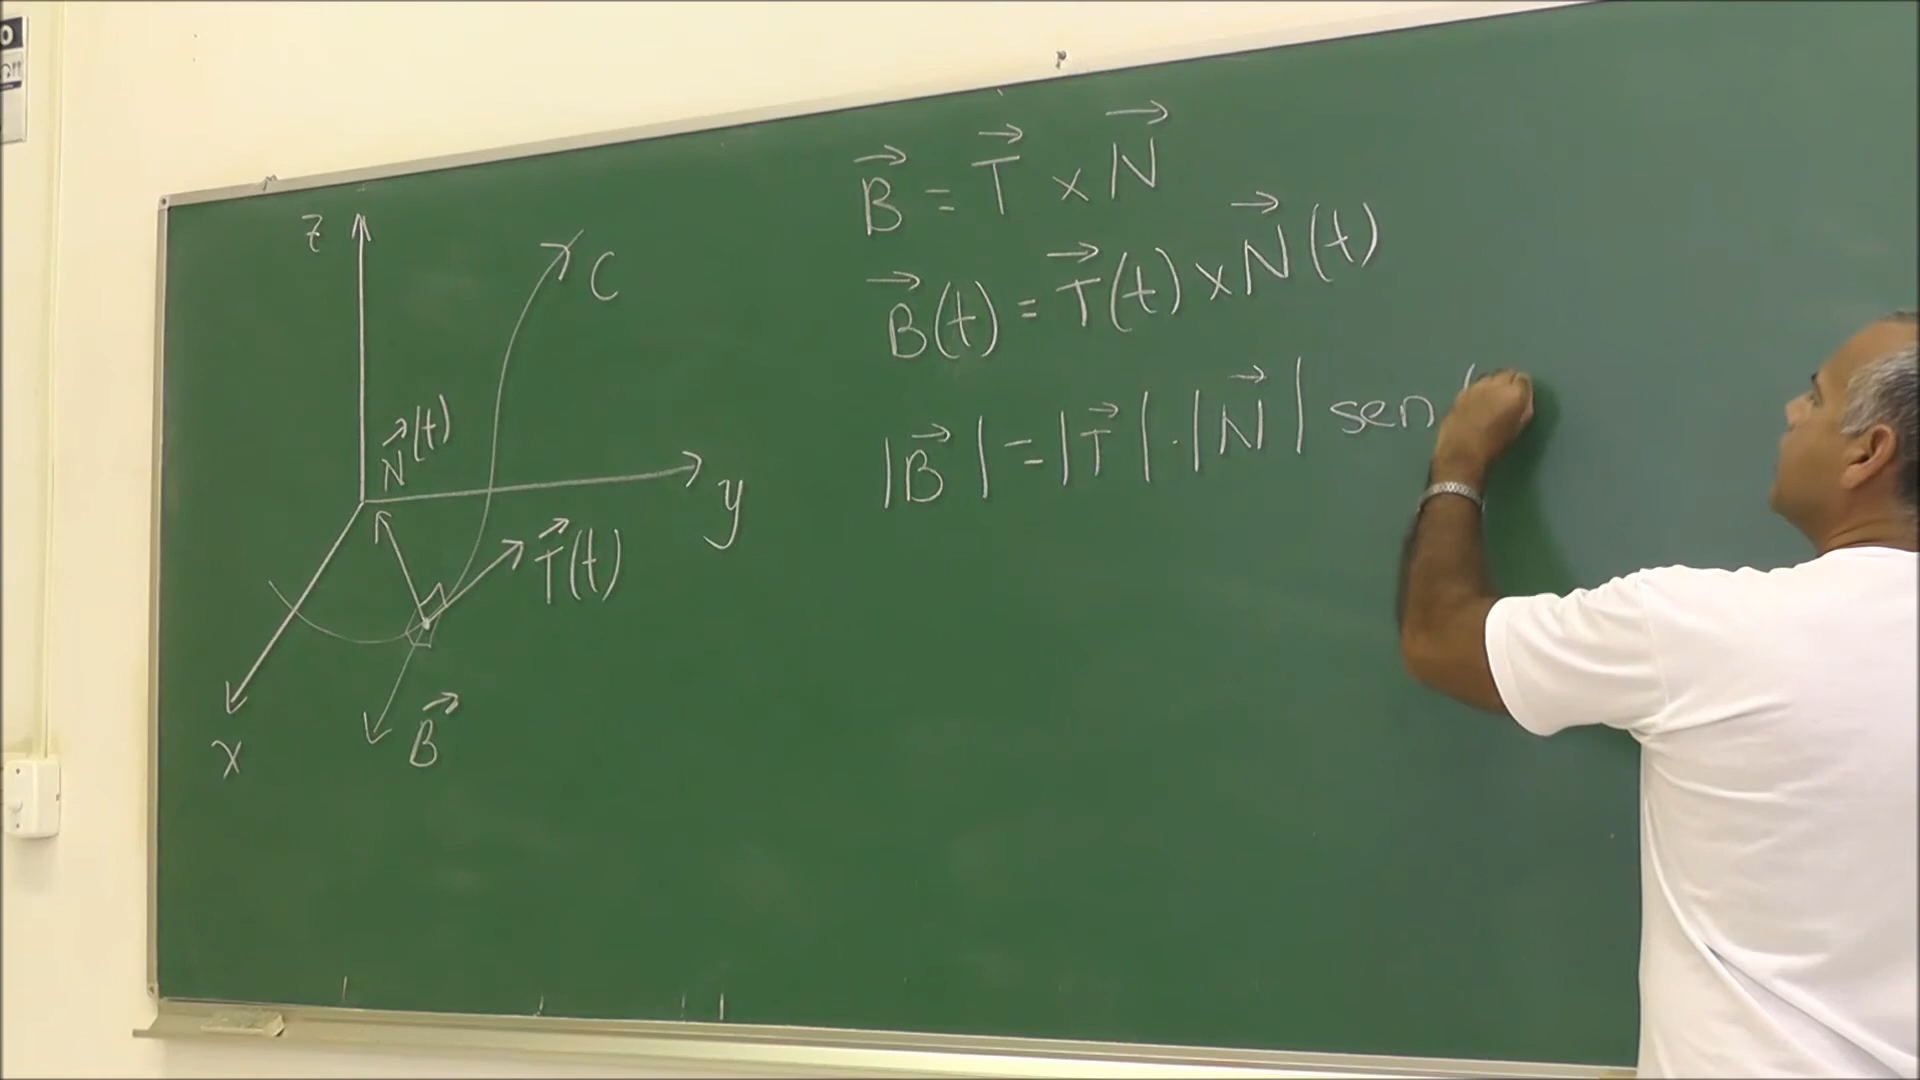 z
C
N⃗(t)
y
T⃗(t)
x
B⃗
B⃗ = T⃗ × N⃗
B⃗(t) = T⃗(t) × N⃗(t)
|B⃗| = |T⃗| · |N⃗| sen (